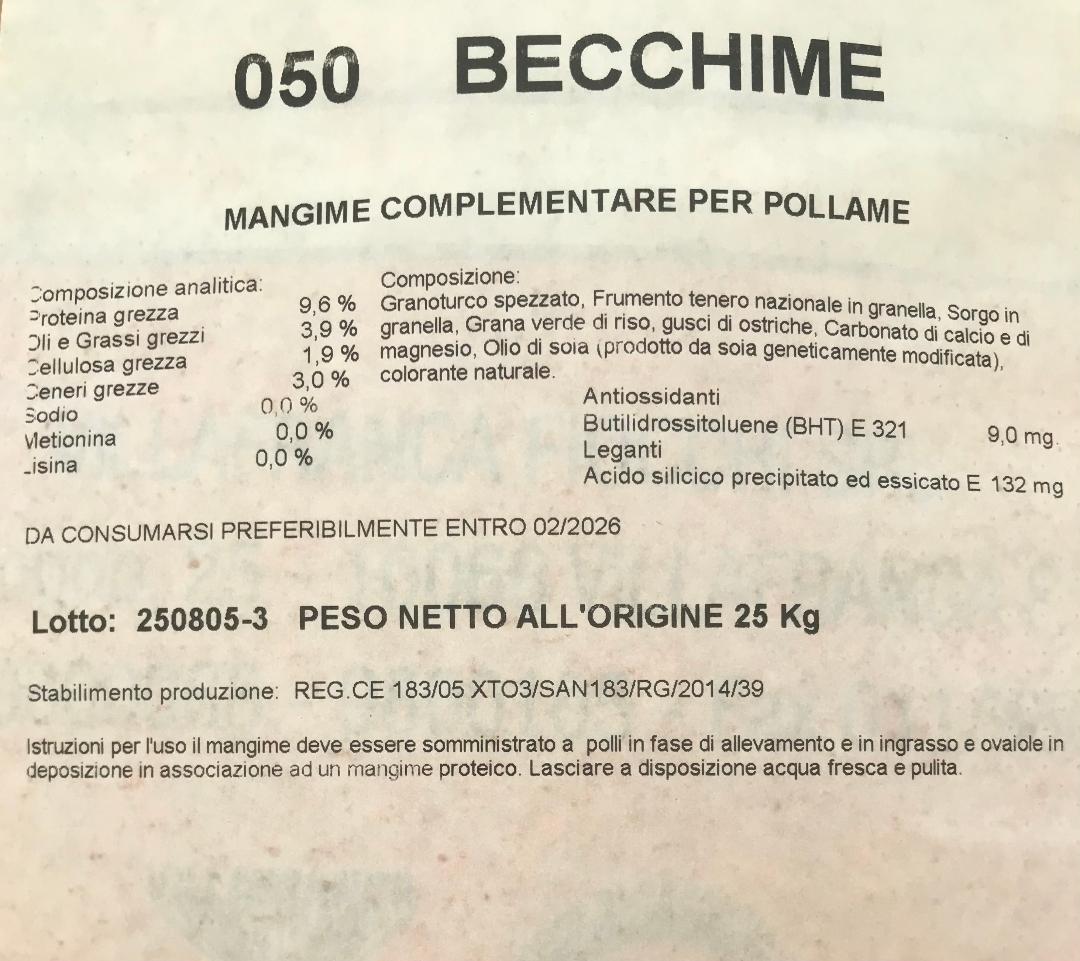 050 BECCHIME
MANGIME COMPLEMENTARE PER POLLAME
Composizione analitica:
Proteina grezza 9,6 %
Oli e Grassi grezzi 3,9 %
Cellulosa grezza 1,9 %
Ceneri grezze 3,0 %
Sodio 0,0 %
Metionina 0,0 %
Lisina 0,0 %
Composizione:
Granoturco spezzato, Frumento tenero nazionale in granella, Sorgo in
granella, Grana verde di riso, gusci di ostriche, Carbonato di calcio e di
magnesio, Olio di soia (prodotto da soia geneticamente modificata),
colorante naturale.
Antiossidanti
Butilidrossitoluene (BHT) E 321 9,0 mg.
Leganti
Acido silicico precipitato ed essicato E 132 mg
DA CONSUMARSI PREFERIBILMENTE ENTRO 02/2026
Lotto: 250805-3 PESO NETTO ALL'ORIGINE 25 Kg
Stabilimento produzione: REG.CE 183/05 XTO3/SAN183/RG/2014/39
Istruzioni per l'uso il mangime deve essere somministrato a polli in fase di allevamento e in ingrasso e ovaiole in
deposizione in associazione ad un mangime proteico. Lasciare a disposizione acqua fresca e pulita.